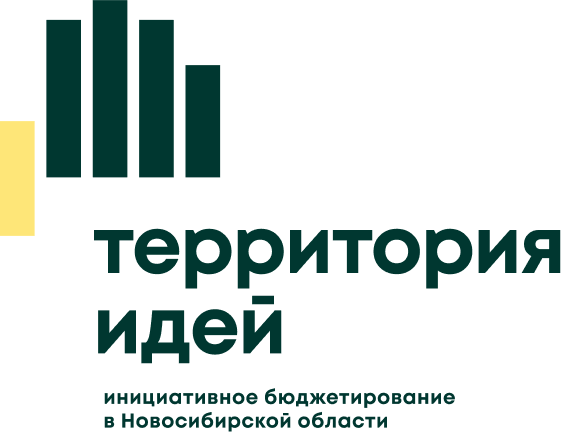 территория
идей
инициативное бюджетирование
в Новосибирской области